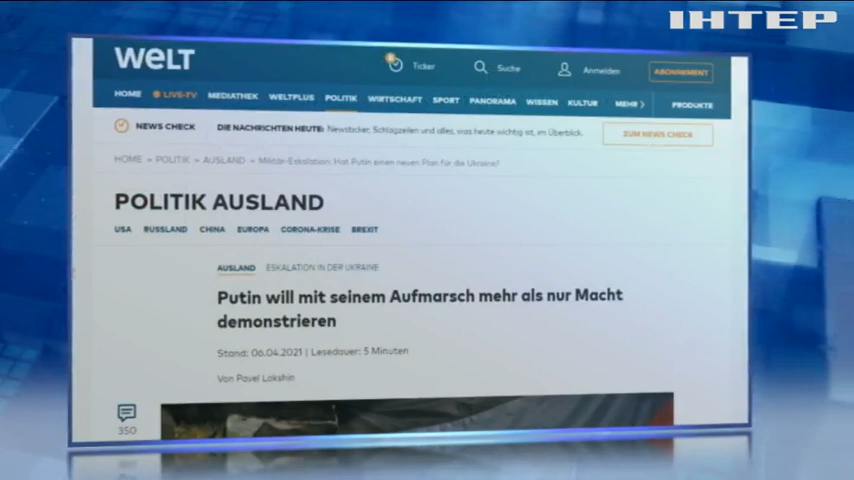 ІНТЕР
WELT
Ticker
Suche
Anmelden
ABONNEMENT
HOME LIVE-TV MEDIATHEK WELTPLUS POLITIK WIRTSCHAFT SPORT PANORAMA WISSEN KULTUR MEHR PRODUKTE
NEWS CHECK DIE NACHRICHTEN HEUTE: Newsticker, Schlagzeilen und alles, was heute wichtig ist, im Überblick. ZUM NEWS CHECK
HOME » POLITIK » AUSLAND » Militär-Eskalation: Hat Putin einen neuen Plan für die Ukraine?
POLITIK AUSLAND
USA RUSSLAND CHINA EUROPA CORONA-KRISE BREXIT
AUSLAND ESKALATION IN DER UKRAINE
Putin will mit seinem Aufmarsch mehr als nur Macht
demonstrieren
Stand: 06.04.2021 | Lesedauer: 5 Minuten
Von Pavel Lokshin
350